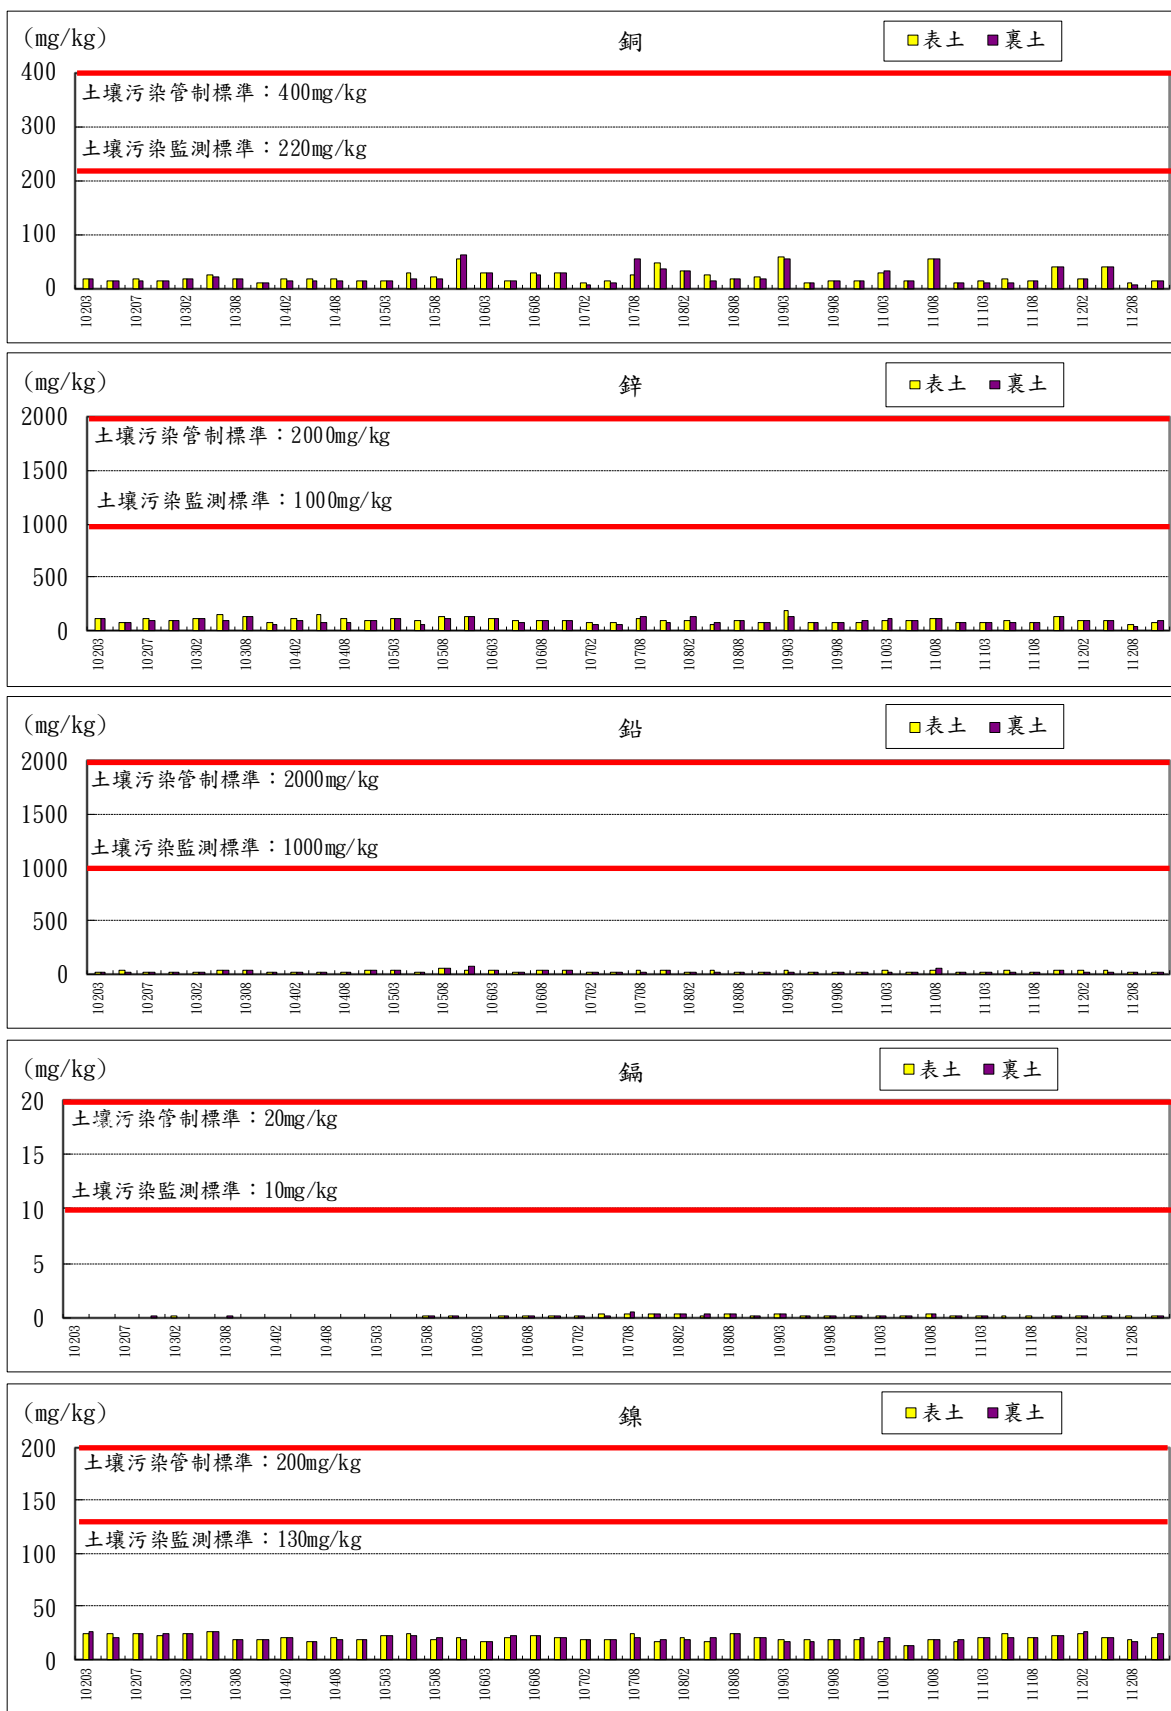 (mg/kg)
銅
表土 裏土
400
土壤污染管制標準：400mg/kg
300
土壤污染監測標準：220mg/kg
200
100
0
10203 10207 10302 10308 10402 10408 10503 10508 10603 10608 10702 10708 10802 10808 10903 10908 11003 11008 11103 11108 11202 11208
(mg/kg)
鋅
表土 裏土
2000
土壤污染管制標準：2000mg/kg
1500
土壤污染監測標準：1000mg/kg
1000
500
0
10203 10207 10302 10308 10402 10408 10503 10508 10603 10608 10702 10708 10802 10808 10903 10908 11003 11008 11103 11108 11202 11208
(mg/kg)
鉛
表土 裏土
2000
土壤污染管制標準：2000mg/kg
1500
土壤污染監測標準：1000mg/kg
1000
500
0
10203 10207 10302 10308 10402 10408 10503 10508 10603 10608 10702 10708 10802 10808 10903 10908 11003 11008 11103 11108 11202 11208
(mg/kg)
鎘
表土 裏土
20
土壤污染管制標準：20mg/kg
15
土壤污染監測標準：10mg/kg
10
5
0
10203 10207 10302 10308 10402 10408 10503 10508 10603 10608 10702 10708 10802 10808 10903 10908 11003 11008 11103 11108 11202 11208
(mg/kg)
鎳
表土 裏土
200
土壤污染管制標準：200mg/kg
150
土壤污染監測標準：130mg/kg
100
50
0
10203 10207 10302 10308 10402 10408 10503 10508 10603 10608 10702 10708 10802 10808 10903 10908 11003 11008 11103 11108 11202 11208